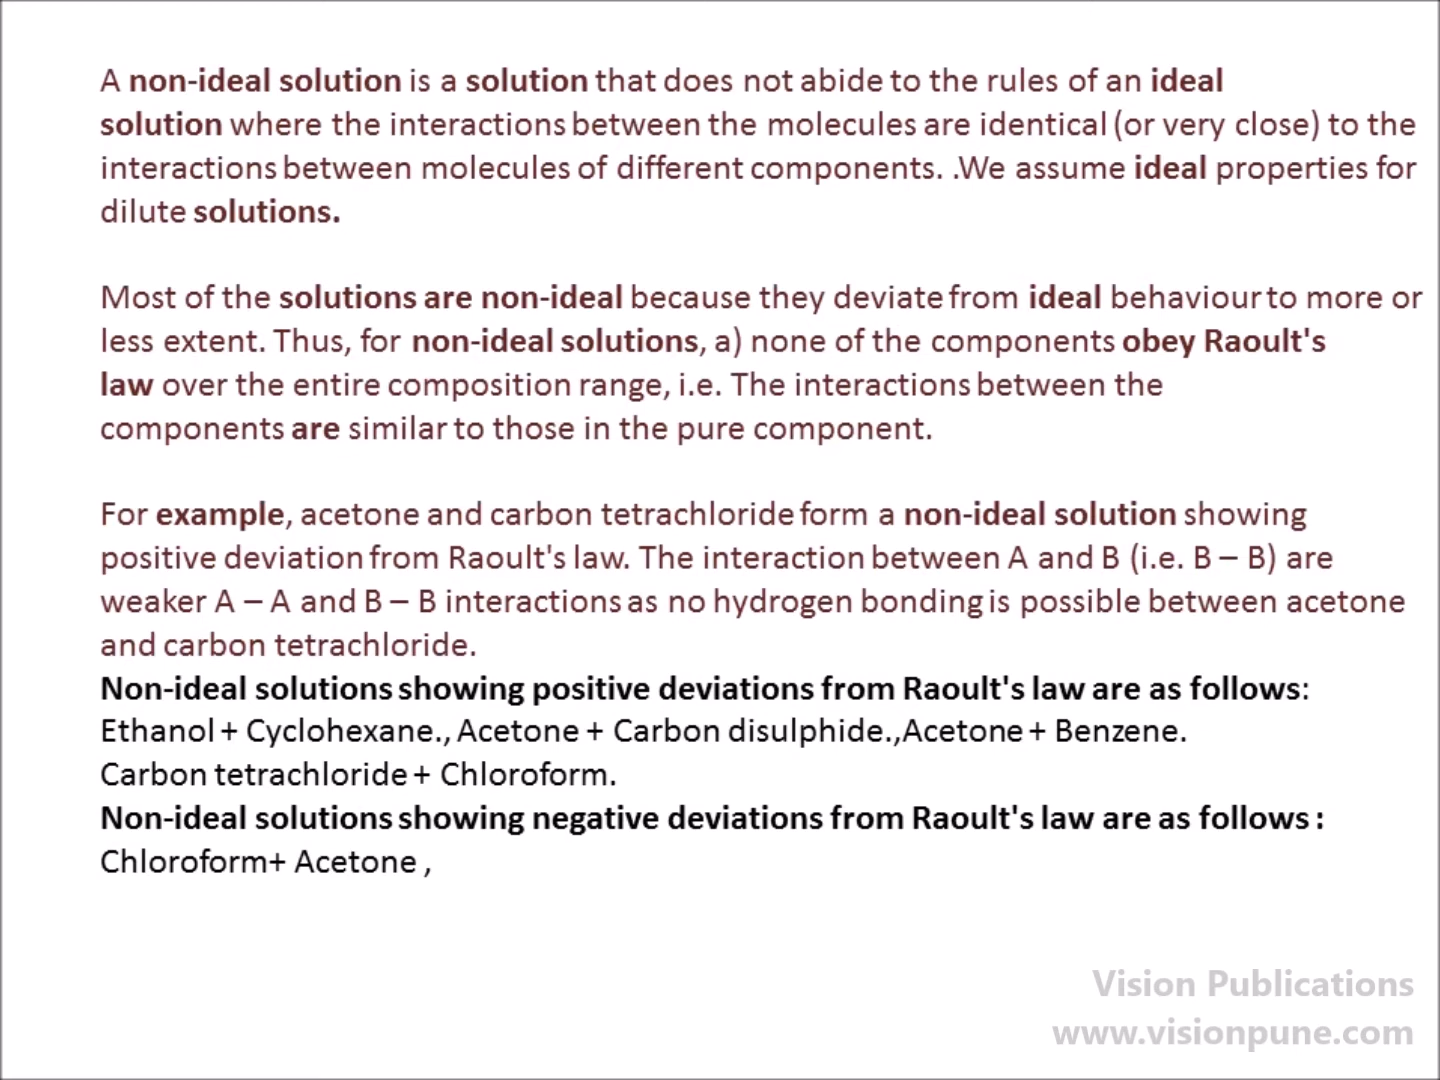 A non-ideal solution is a solution that does not abide to the rules of an ideal
solution where the interactions between the molecules are identical (or very close) to the
interactions between molecules of different components. .We assume ideal properties for
dilute solutions.
Most of the solutions are non-ideal because they deviate from ideal behaviour to more or
less extent. Thus, for non-ideal solutions, a) none of the components obey Raoult's
law over the entire composition range, i.e. The interactions between the
components are similar to those in the pure component.
For example, acetone and carbon tetrachloride form a non-ideal solution showing
positive deviation from Raoult's law. The interaction between A and B (i.e. B – B) are
weaker A – A and B – B interactions as no hydrogen bonding is possible between acetone
and carbon tetrachloride.
Non-ideal solutions showing positive deviations from Raoult's law are as follows:
Ethanol + Cyclohexane., Acetone + Carbon disulphide.,Acetone + Benzene.
Carbon tetrachloride + Chloroform.
Non-ideal solutions showing negative deviations from Raoult's law are as follows :
Chloroform+ Acetone ,
Vision Publications
www.visionpune.com